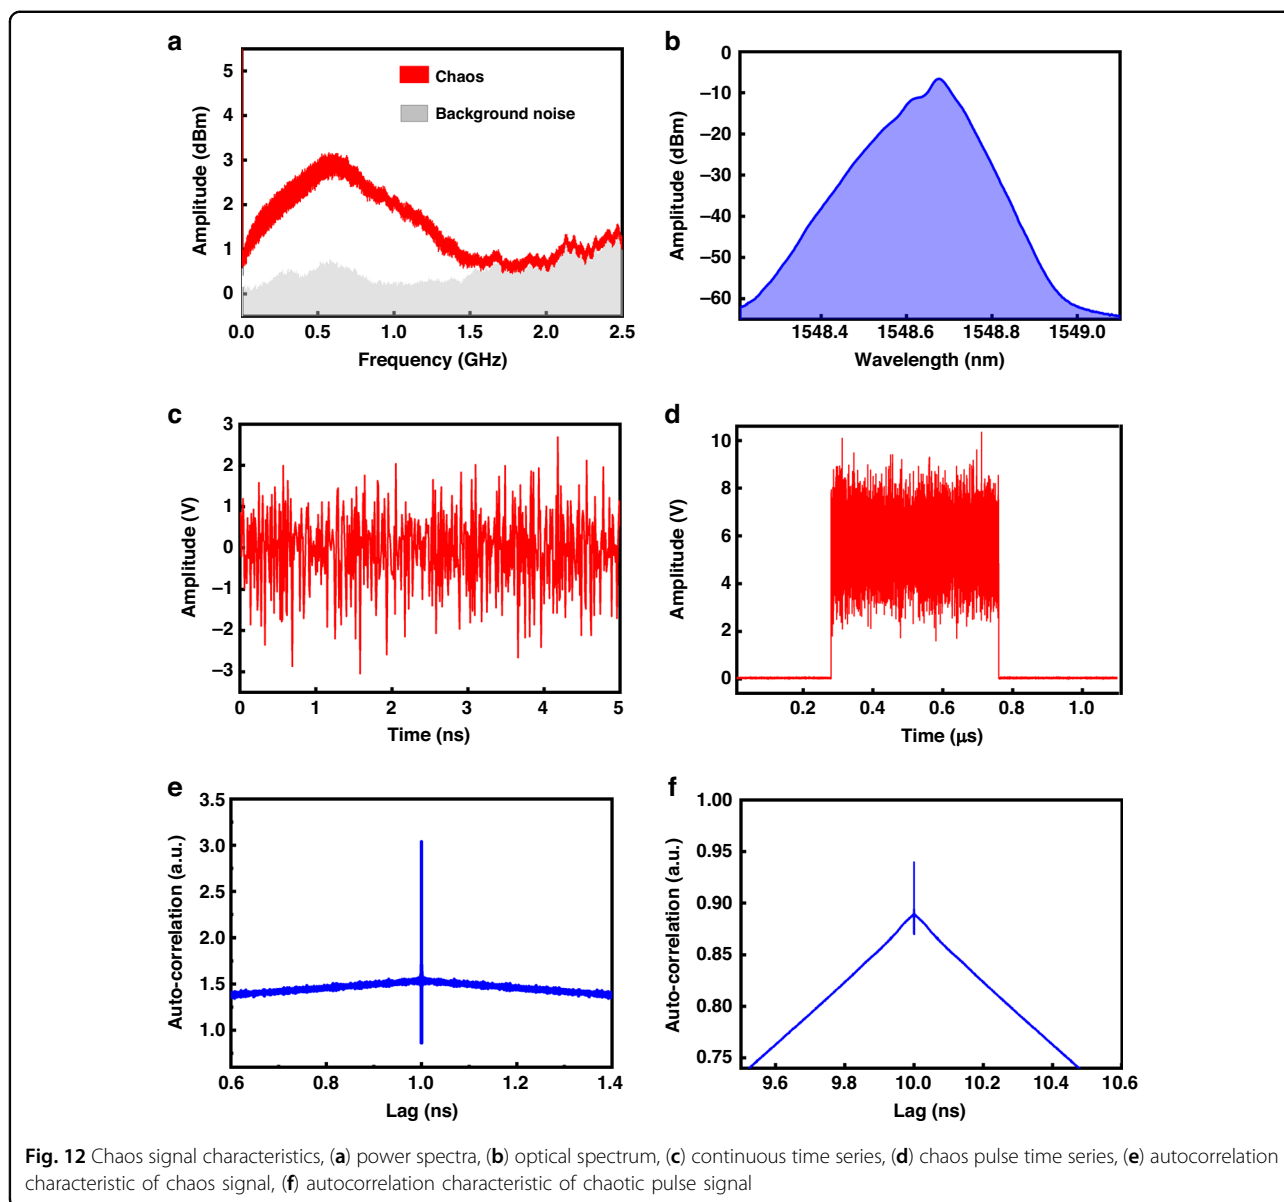 a
5
4
3
2
1
0
Amplitude (dBm)
Chaos
Background noise
0.0 0.5 1.0 1.5 2.0 2.5
Frequency (GHz)
b
0
−10
−20
−30
−40
−50
−60
Amplitude (dBm)
1548.4 1548.6 1548.8 1549.0
Wavelength (nm)
c
3
2
1
0
−1
−2
−3
Amplitude (V)
0 1 2 3 4 5
Time (ns)
d
10
8
6
4
2
0
Amplitude (V)
0.2 0.4 0.6 0.8 1.0
Time (μs)
e
3.5
3.0
2.5
2.0
1.5
1.0
Auto-correlation (a.u.)
0.6 0.8 1.0 1.2 1.4
Lag (ns)
f
1.00
0.95
0.90
0.85
0.80
0.75
Auto-correlation (a.u.)
9.6 9.8 10.0 10.2 10.4 10.6
Lag (ns)
Fig. 12 Chaos signal characteristics, (a) power spectra, (b) optical spectrum, (c) continuous time series, (d) chaos pulse time series, (e) autocorrelation
characteristic of chaos signal, (f) autocorrelation characteristic of chaotic pulse signal